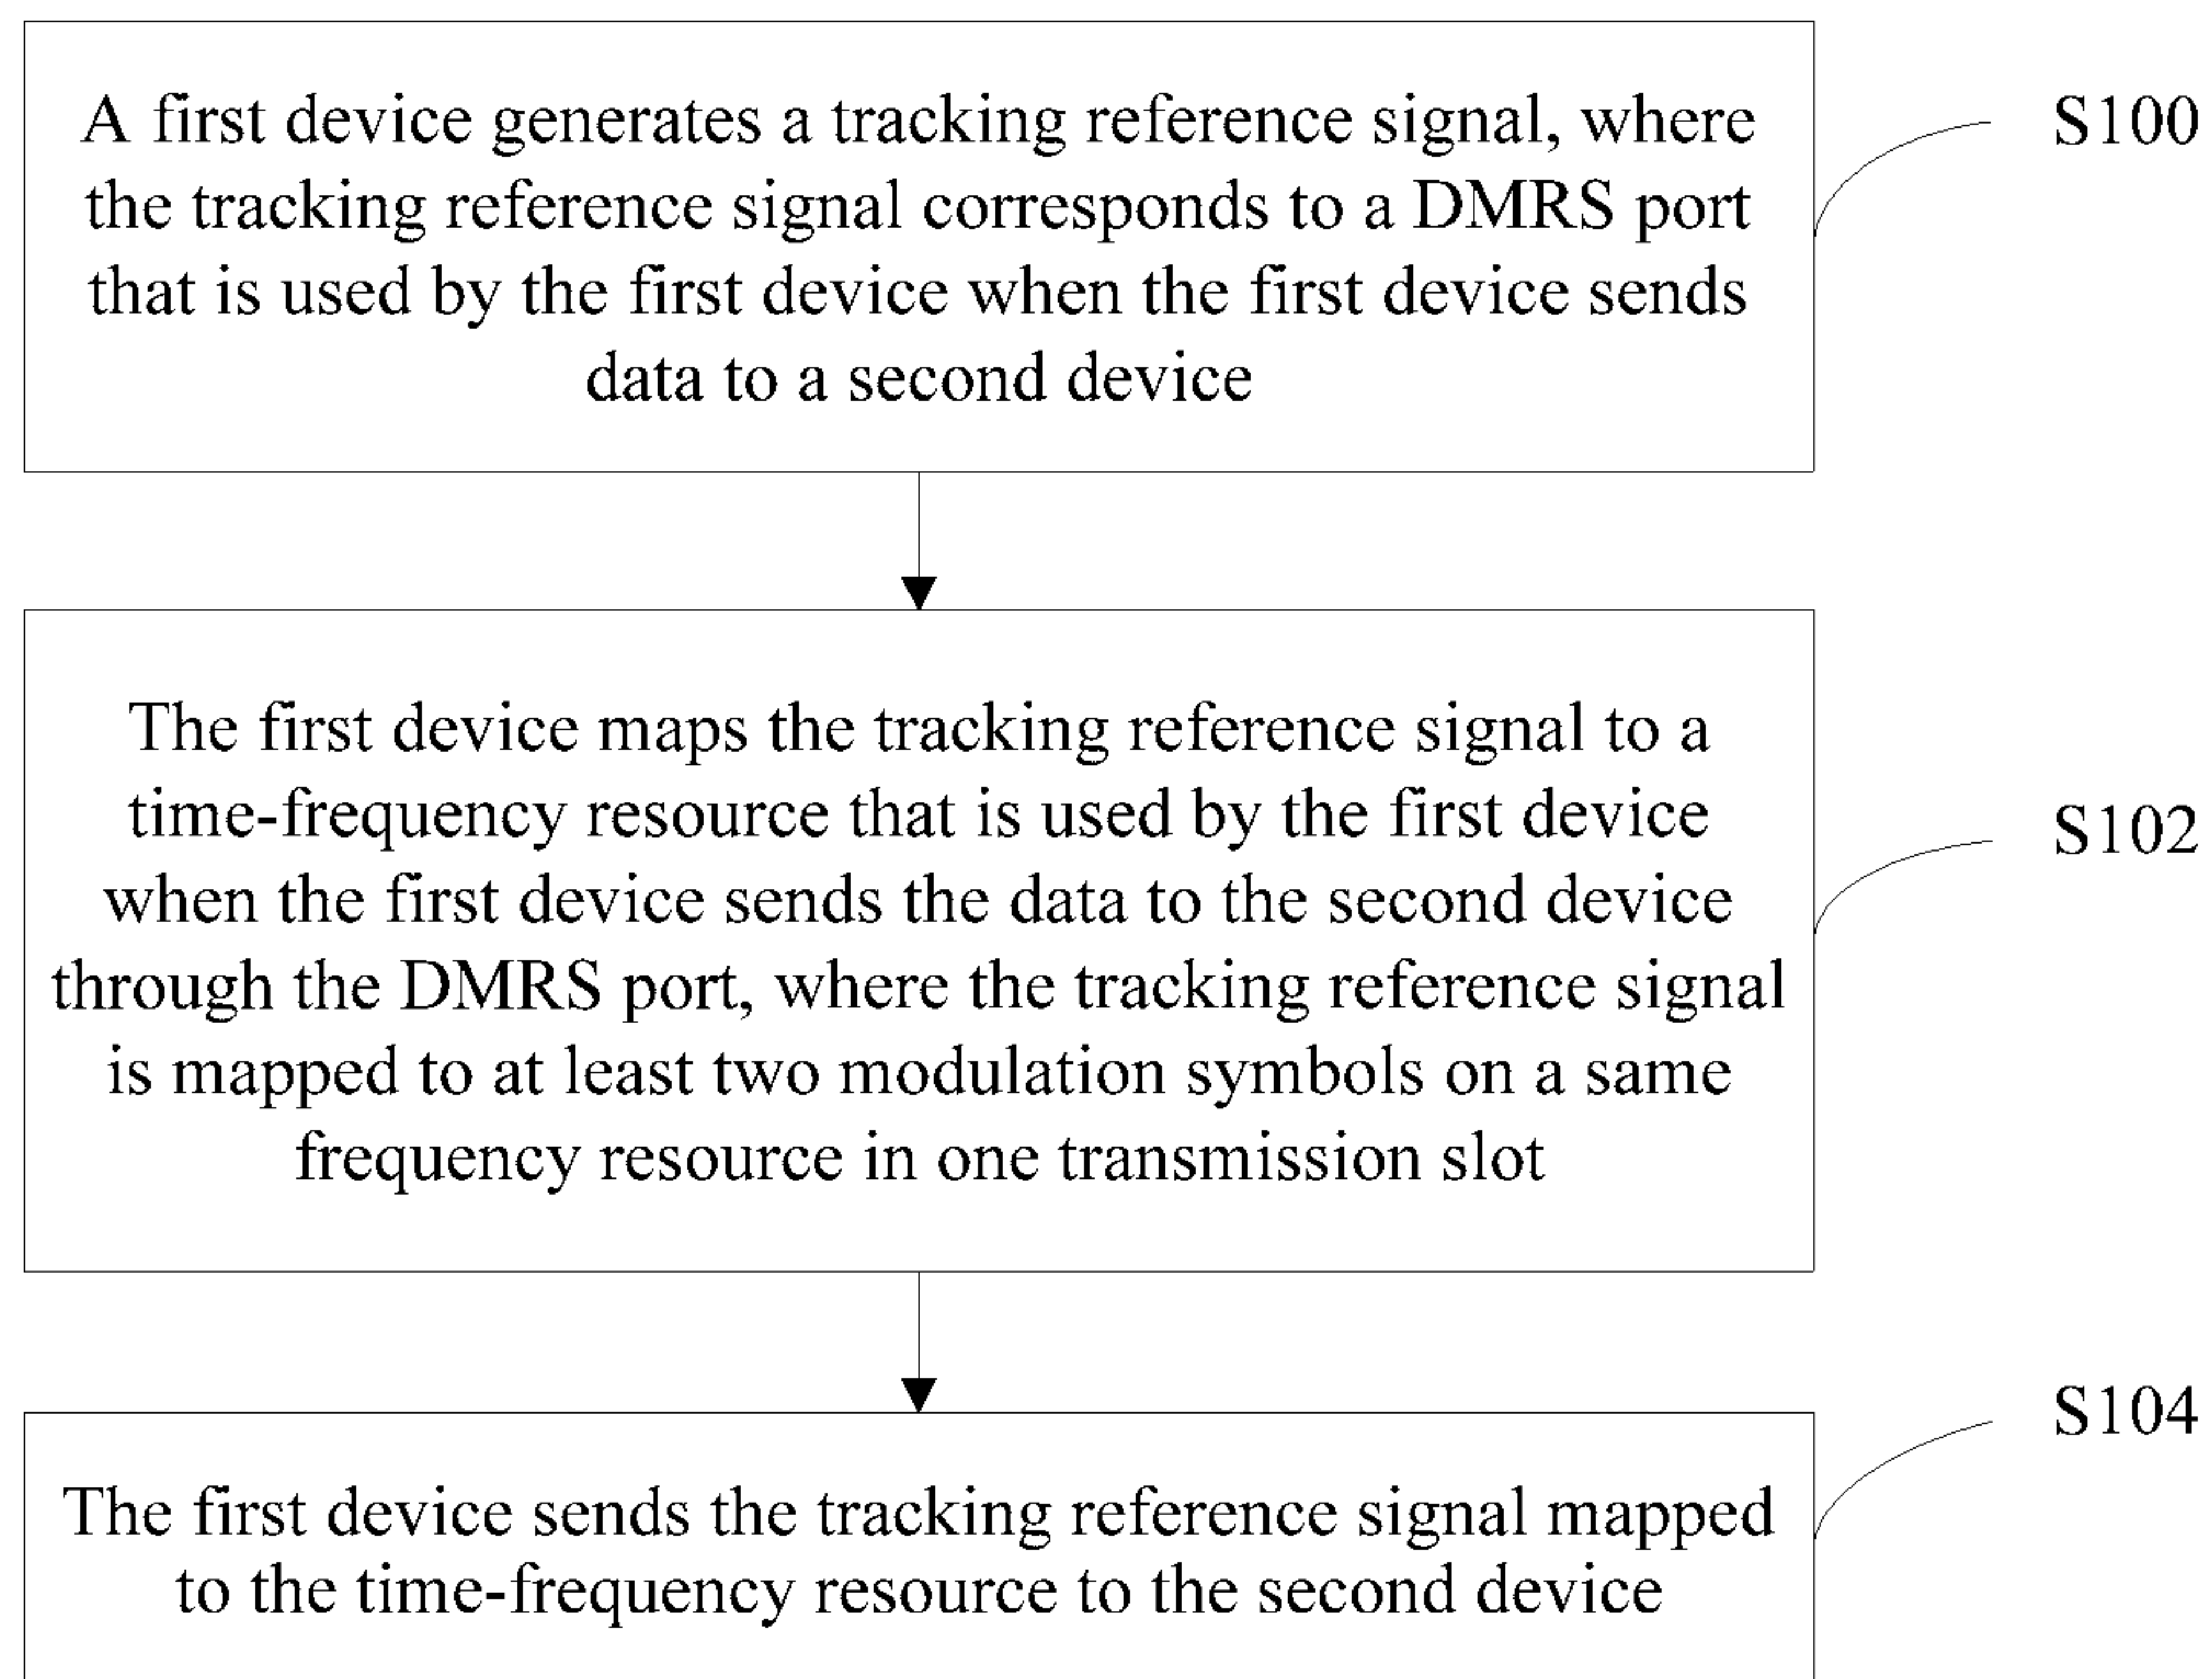 A first device generates a tracking reference signal, where
the tracking reference signal corresponds to a DMRS port
that is used by the first device when the first device sends
data to a second device
S100
The first device maps the tracking reference signal to a
time-frequency resource that is used by the first device
when the first device sends the data to the second device
through the DMRS port, where the tracking reference signal
is mapped to at least two modulation symbols on a same
frequency resource in one transmission slot
S102
The first device sends the tracking reference signal mapped
to the time-frequency resource to the second device
S104